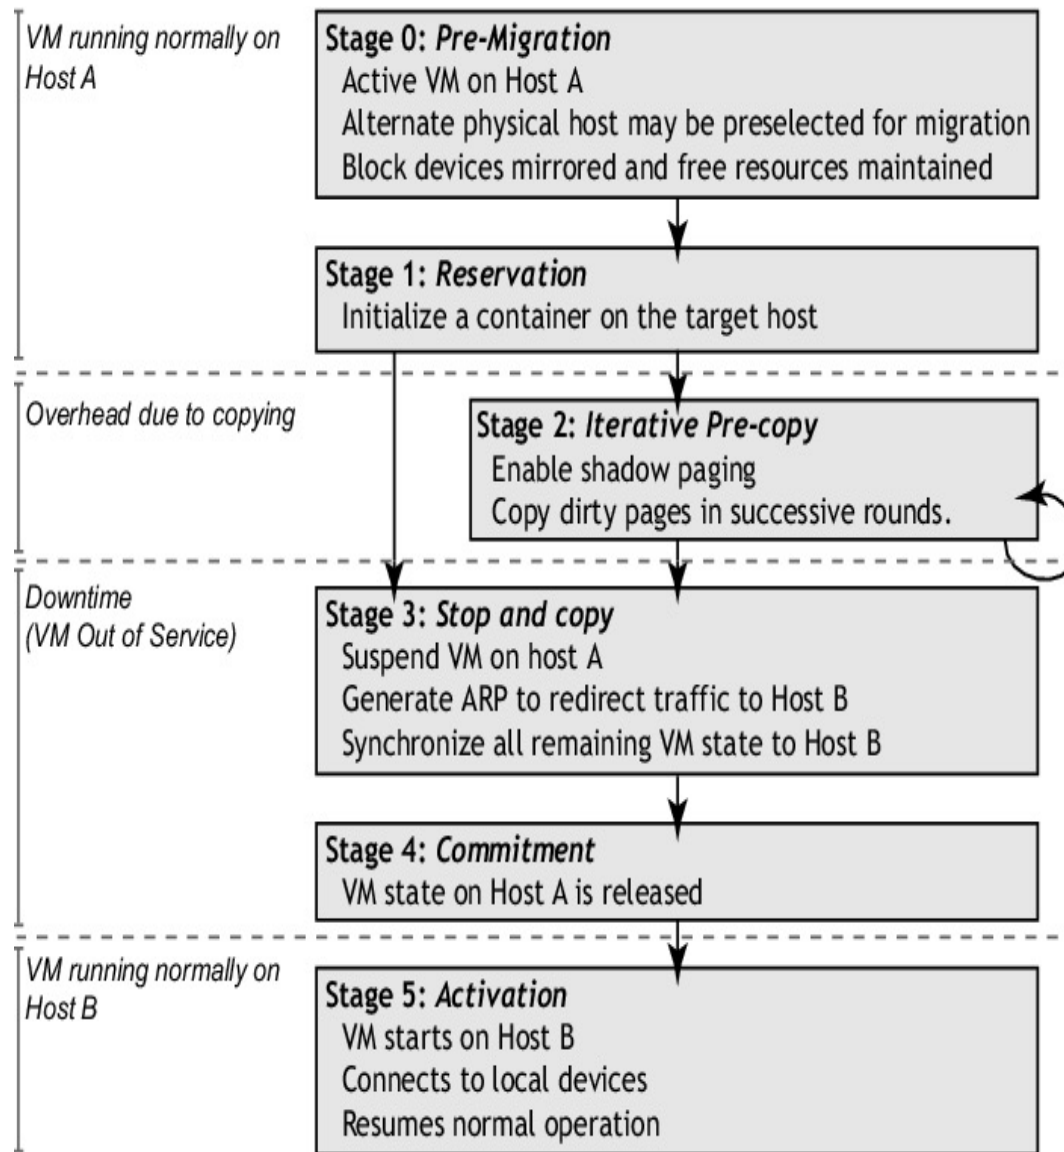 VM running normally on
Host A
Stage 0: Pre-Migration
Active VM on Host A
Alternate physical host may be preselected for migration
Block devices mirrored and free resources maintained
Stage 1: Reservation
Initialize a container on the target host
Overhead due to copying
Stage 2: Iterative Pre-copy
Enable shadow paging
Copy dirty pages in successive rounds.
Downtime
(VM Out of Service)
Stage 3: Stop and copy
Suspend VM on host A
Generate ARP to redirect traffic to Host B
Synchronize all remaining VM state to Host B
Stage 4: Commitment
VM state on Host A is released
VM running normally on
Host B
Stage 5: Activation
VM starts on Host B
Connects to local devices
Resumes normal operation